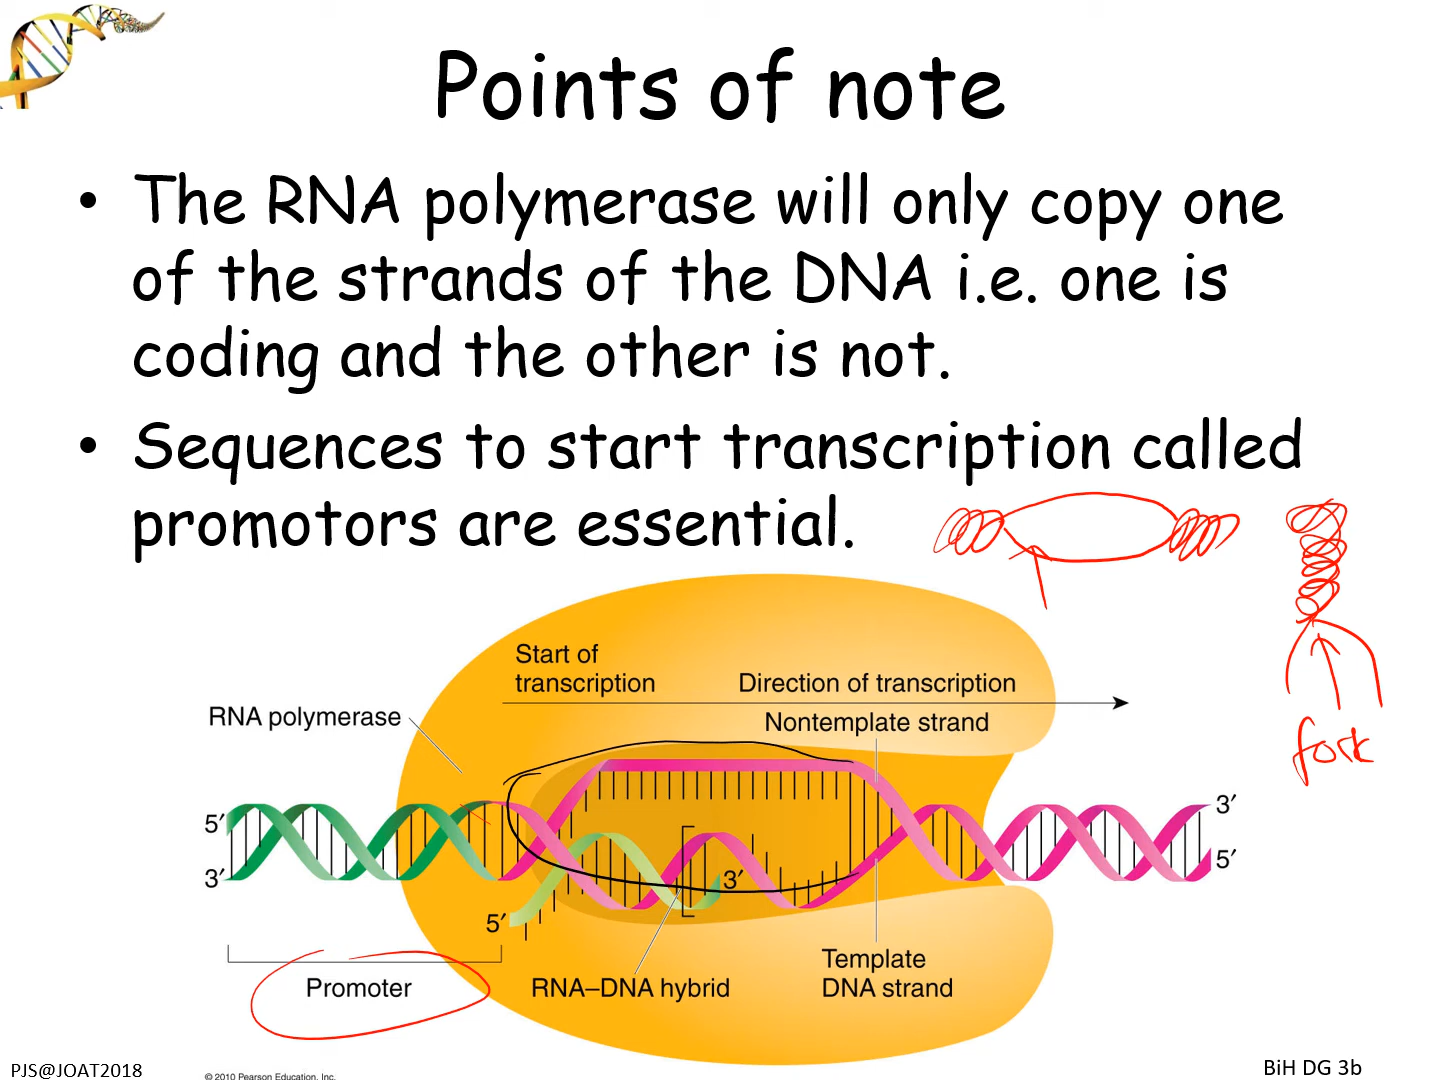 Points of note
• The RNA polymerase will only copy one
of the strands of the DNA i.e. one is
coding and the other is not.
• Sequences to start transcription called
promotors are essential.
fork
Start of
transcription
Direction of transcription
Nontemplate strand
RNA polymerase
5′
3′
3′
5′
3′
5′
Promoter
RNA–DNA hybrid
Template
DNA strand
PJS@JOAT2018
© 2010 Pearson Education, Inc.
BiH DG 3b